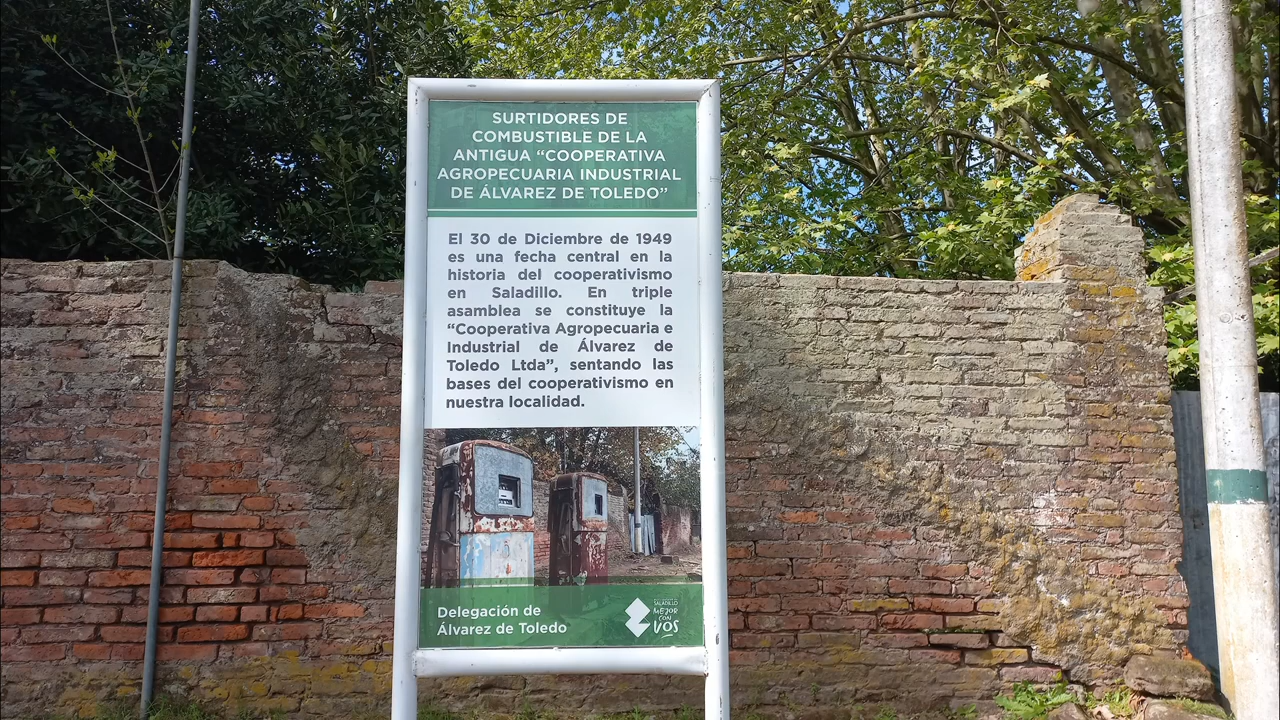 SURTIDORES DE
COMBUSTIBLE DE LA
ANTIGUA “COOPERATIVA
AGROPECUARIA INDUSTRIAL
DE ÁLVAREZ DE TOLEDO”
El 30 de Diciembre de 1949
es una fecha central en la
historia del cooperativismo
en Saladillo. En triple
asamblea se constituye la
“Cooperativa Agropecuaria e
Industrial de Álvarez de
Toledo Ltda”, sentando las
bases del cooperativismo en
nuestra localidad.
Delegación de
Álvarez de Toledo
SALADILLO
MEJOR
CON
VOS